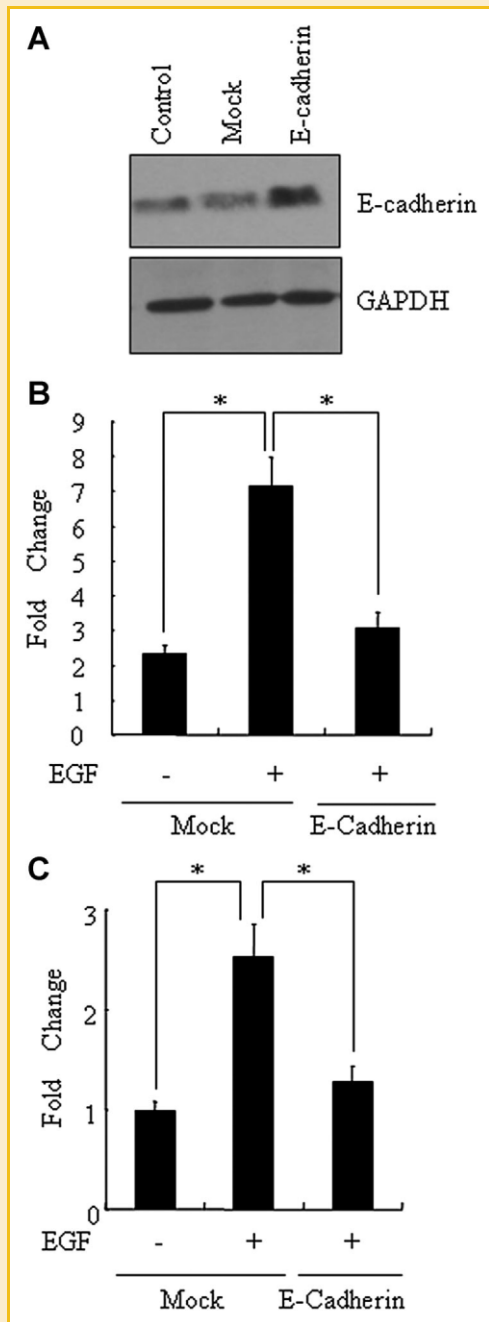 A
Control Mock E-cadherin
E-cadherin
GAPDH
B
* *
9
8
7
6
5
4
3
2
1
0
Fold Change
EGF - + +
Mock E-Cadherin
C
* *
3
2
1
0
Fold Change
EGF - + +
Mock E-Cadherin